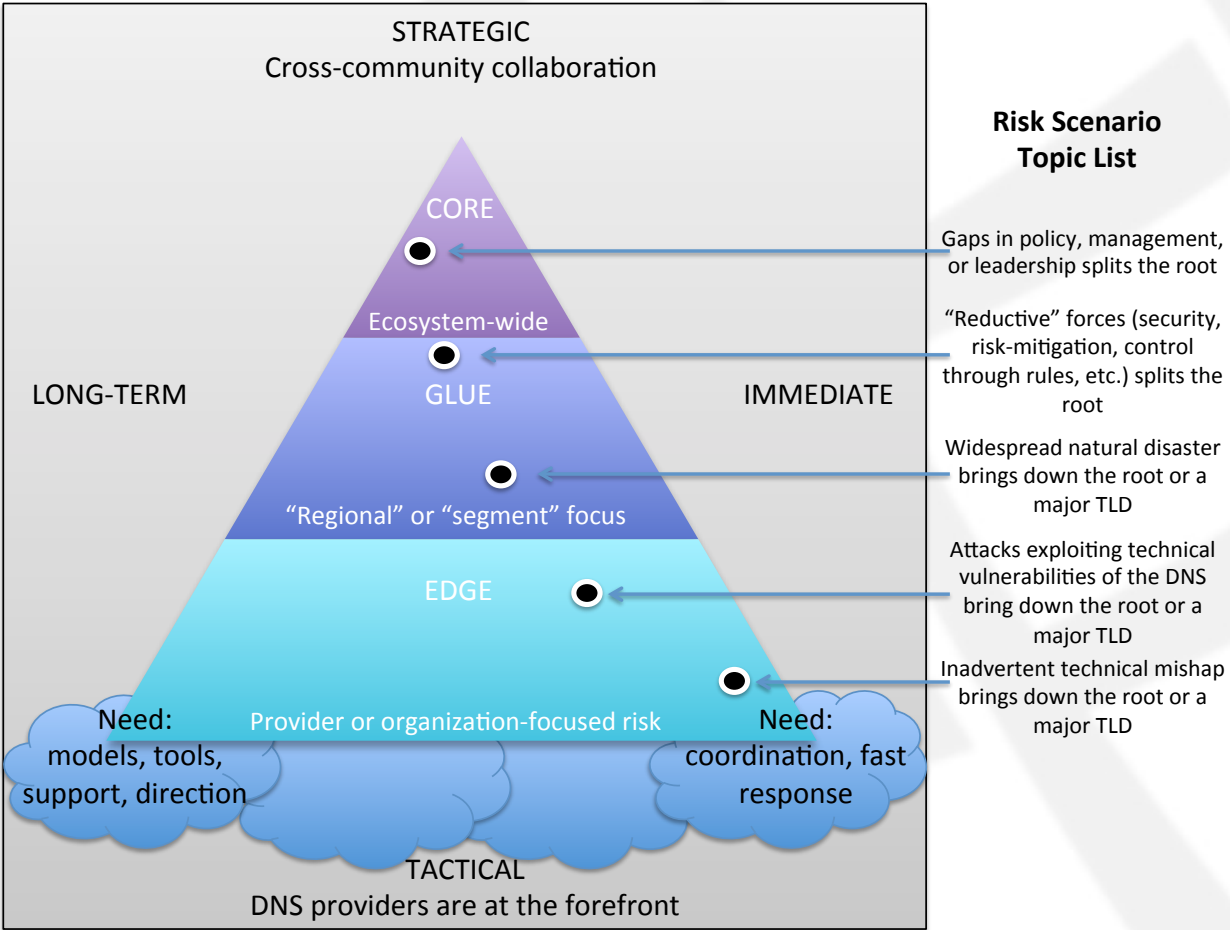 STRATEGIC
Cross-community collaboration
CORE
Ecosystem-wide
LONG-TERM
GLUE
IMMEDIATE
“Regional” or “segment” focus
EDGE
Provider or organization-focused risk
Need:
models, tools,
support, direction
Need:
coordination, fast
response
TACTICAL
DNS providers are at the forefront
Risk Scenario
Topic List
Gaps in policy, management,
or leadership splits the root
“Reductive” forces (security,
risk-mitigation, control
through rules, etc.) splits the
root
Widespread natural disaster
brings down the root or a
major TLD
Attacks exploiting technical
vulnerabilities of the DNS
bring down the root or a
major TLD
Inadvertent technical mishap
brings down the root or a
major TLD